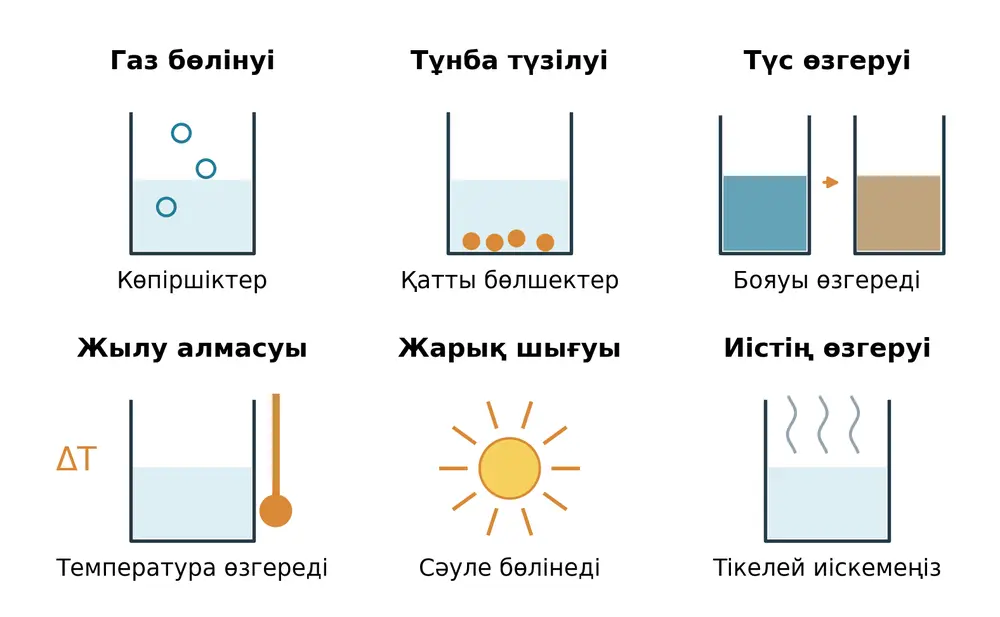 Газ бөлінуі
Тұнба түзілуі
Түс өзгеруі
Көпіршіктер
Қатты бөлшектер
Бояуы өзгереді
Жылу алмасуы
Жарық шығуы
Иістің өзгеруі
ΔT
Температура өзгереді
Сәуле бөлінеді
Тікелей иіскемеңіз